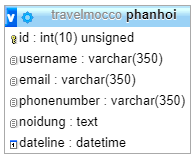 v travelmocco phanhoi
id : int(10) unsigned
username : varchar(350)
email : varchar(350)
phonenumber : varchar(350)
noidung : text
dateline : datetime